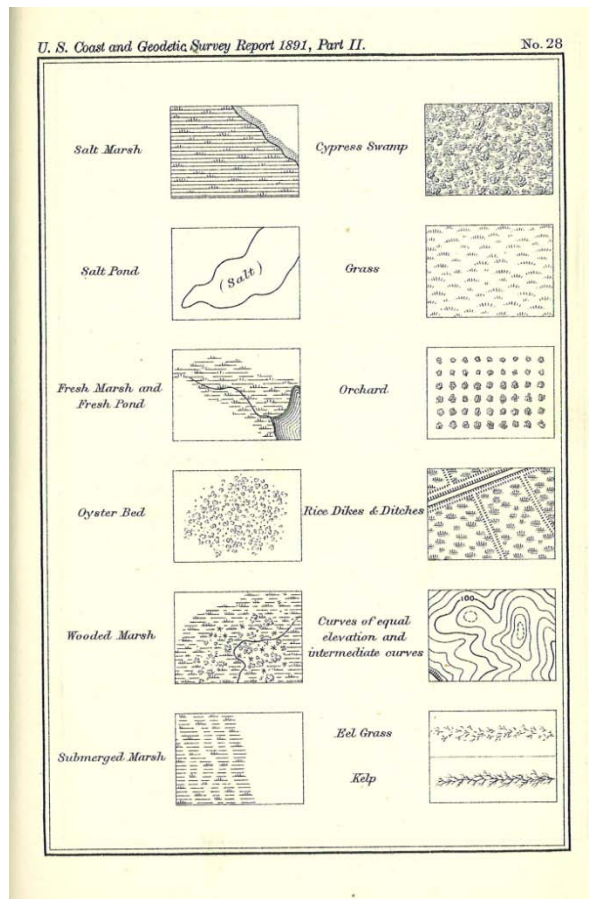 U. S. Coast and Geodetic Survey Report 1891, Part II.
No. 28
Salt Marsh
Cypress Swamp
Salt Pond
(Salt)
Grass
Fresh Marsh and
Fresh Pond
Orchard
Oyster Bed
Rice Dikes & Ditches
Wooded Marsh
Curves of equal
elevation and
intermediate curves
100
Submerged Marsh
Eel Grass
Kelp